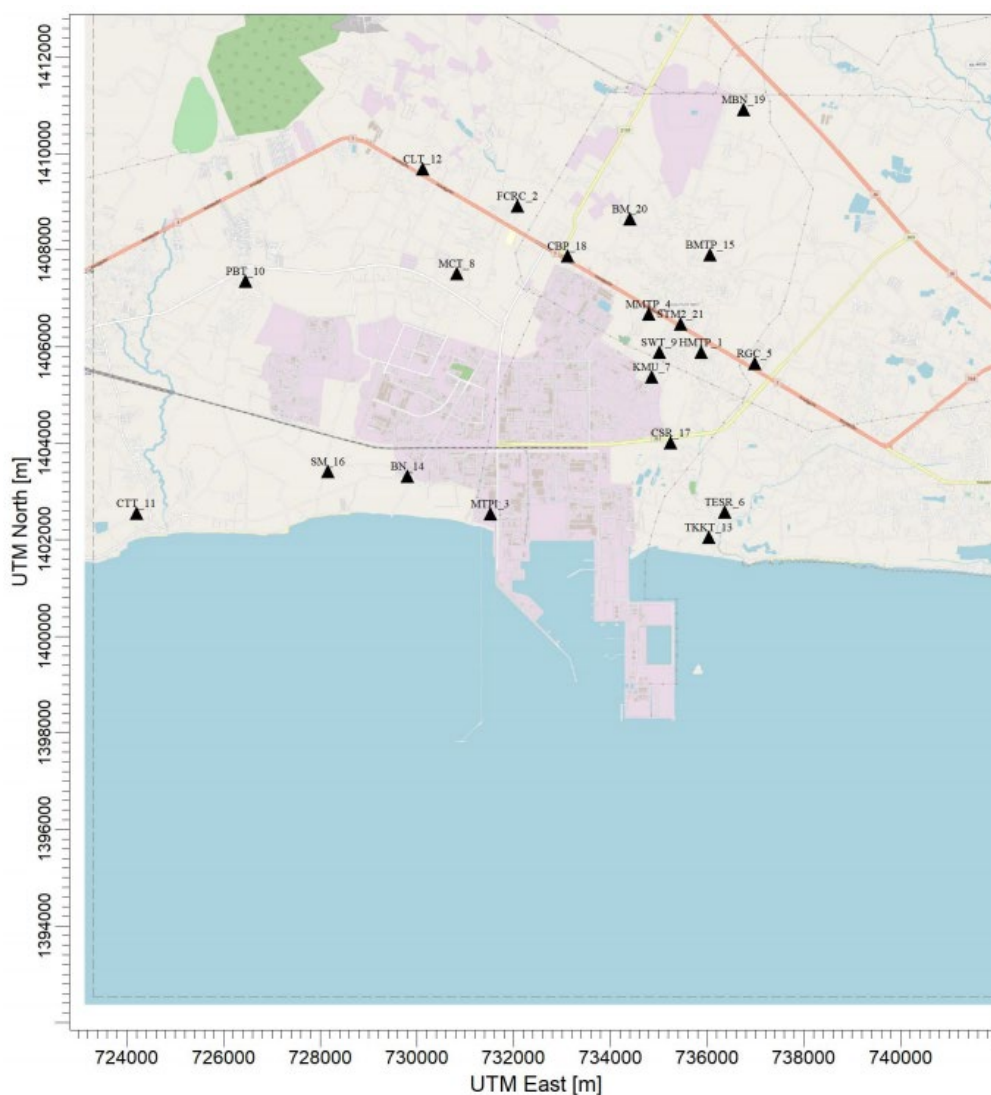 MBN_19
CLT_12
FCRC_2
BM_20
CBP_18
BMTP_15
MCT_8
PBT_10
MMTP_4
STM2_21
SWT_9
HMTP_1
RGC_5
KMU_7
CSR_17
SM_16
BN_14
CTT_11
MTPI_3
TESR_6
TKKT_13
UTM North [m]
1412000
1410000
1408000
1406000
1404000
1402000
1400000
1398000
1396000
1394000
724000
726000
728000
730000
732000
734000
736000
738000
740000
UTM East [m]